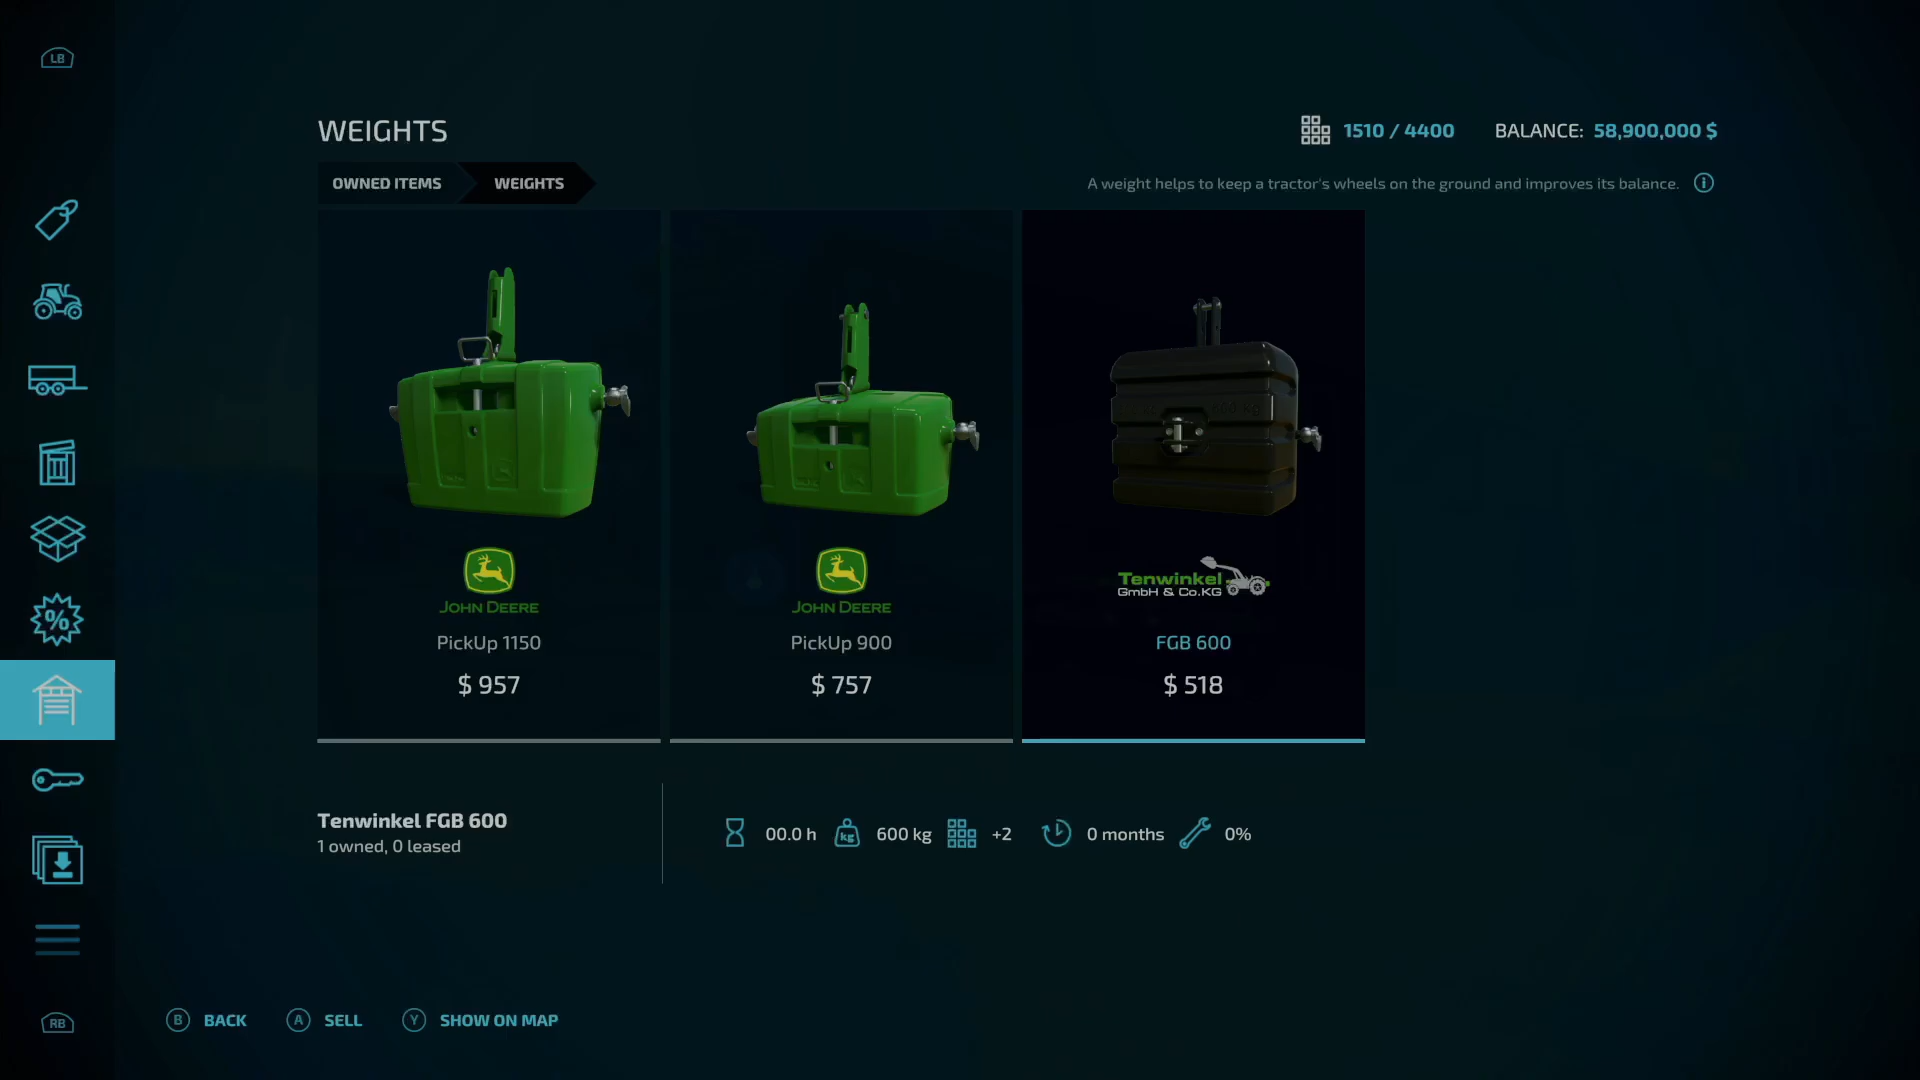 LB
WEIGHTS
1510 / 4400
BALANCE: 58,900,000 $
OWNED ITEMS
WEIGHTS
A weight helps to keep a tractor's wheels on the ground and improves its balance.
JOHN DEERE
PickUp 1150
$ 957
JOHN DEERE
PickUp 900
$ 757
Tenwinkel
GmbH & Co.KG
FGB 600
$ 518
%
Tenwinkel FGB 600
1 owned, 0 leased
00.0 h
kg
600 kg
+2
0 months
0%
RB
B BACK
A SELL
Y SHOW ON MAP